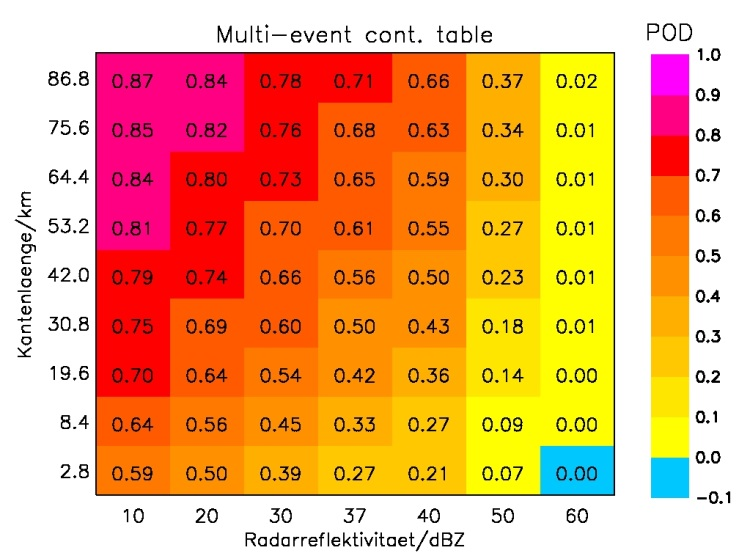 Multi-event cont. table
POD
86.8 0.87 0.84 0.78 0.71 0.66 0.37 0.02
75.6 0.85 0.82 0.76 0.68 0.63 0.34 0.01
64.4 0.84 0.80 0.73 0.65 0.59 0.30 0.01
53.2 0.81 0.77 0.70 0.61 0.55 0.27 0.01
42.0 0.79 0.74 0.66 0.56 0.50 0.23 0.01
30.8 0.75 0.69 0.60 0.50 0.43 0.18 0.01
19.6 0.70 0.64 0.54 0.42 0.36 0.14 0.00
8.4 0.64 0.56 0.45 0.33 0.27 0.09 0.00
2.8 0.59 0.50 0.39 0.27 0.21 0.07 0.00
10 20 30 37 40 50 60
Radarreflektivitaet/dBZ
Kantenlaenge/km
1.0
0.9
0.8
0.7
0.6
0.5
0.4
0.3
0.2
0.1
0.0
-0.1